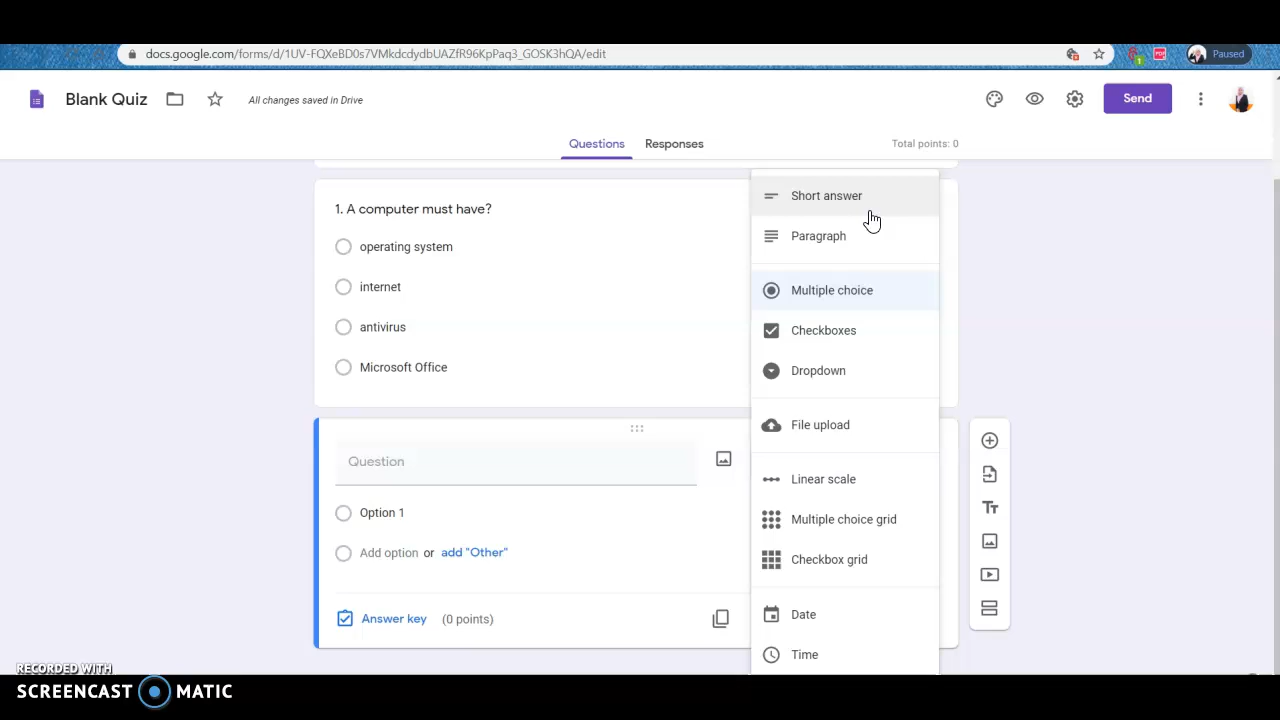 docs.google.com/forms/d/1UV-FQXeBD0s7VMkdcdydbUAZfR96KpPaq3_GOSK3hQA/edit
1
PDF
Paused
Blank Quiz
All changes saved in Drive
Send
Questions
Responses
Total points: 0
1. A computer must have?
operating system
internet
antivirus
Microsoft Office
Question
Option 1
Add option or add "Other"
Answer key (0 points)
Short answer
Paragraph
Multiple choice
Checkboxes
Dropdown
File upload
Linear scale
Multiple choice grid
Checkbox grid
Date
Time
Tт
RECORDED WITH
SCREENCAST MATIC